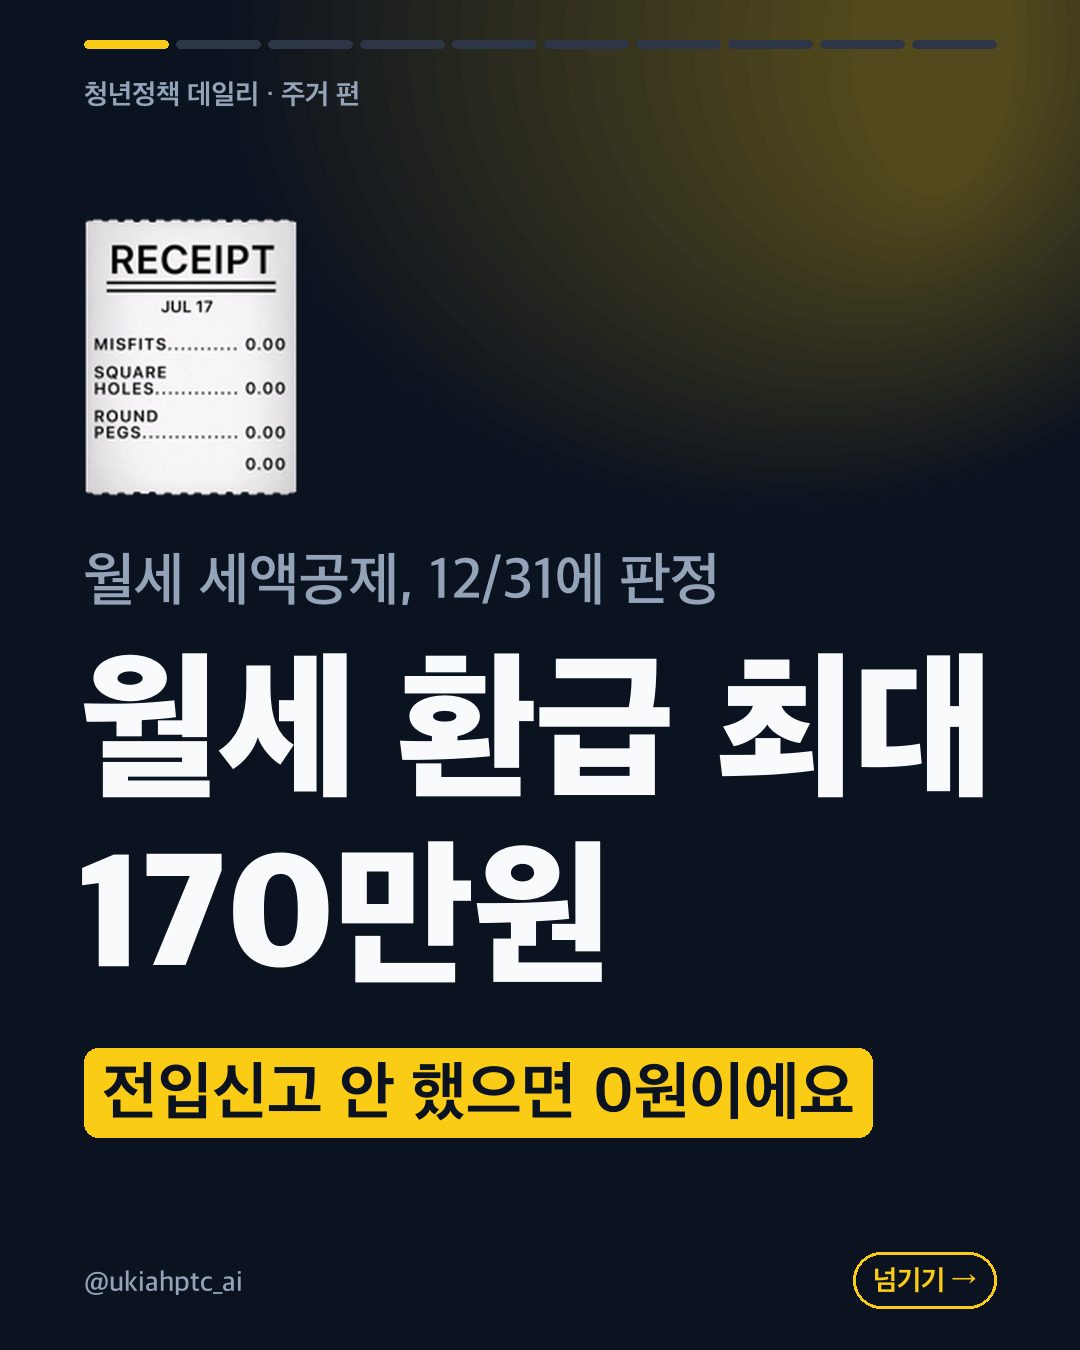 청년정책 데일리 · 주거 편
RECEIPT
JUL 17
MISFITS........... 0.00
SQUARE
HOLES............. 0.00
ROUND
PEGS............... 0.00
0.00
월세 세액공제, 12/31에 판정
월세 환급 최대
170만원
전입신고 안 했으면 0원이에요
@ukiahptc_ai
넘기기 →